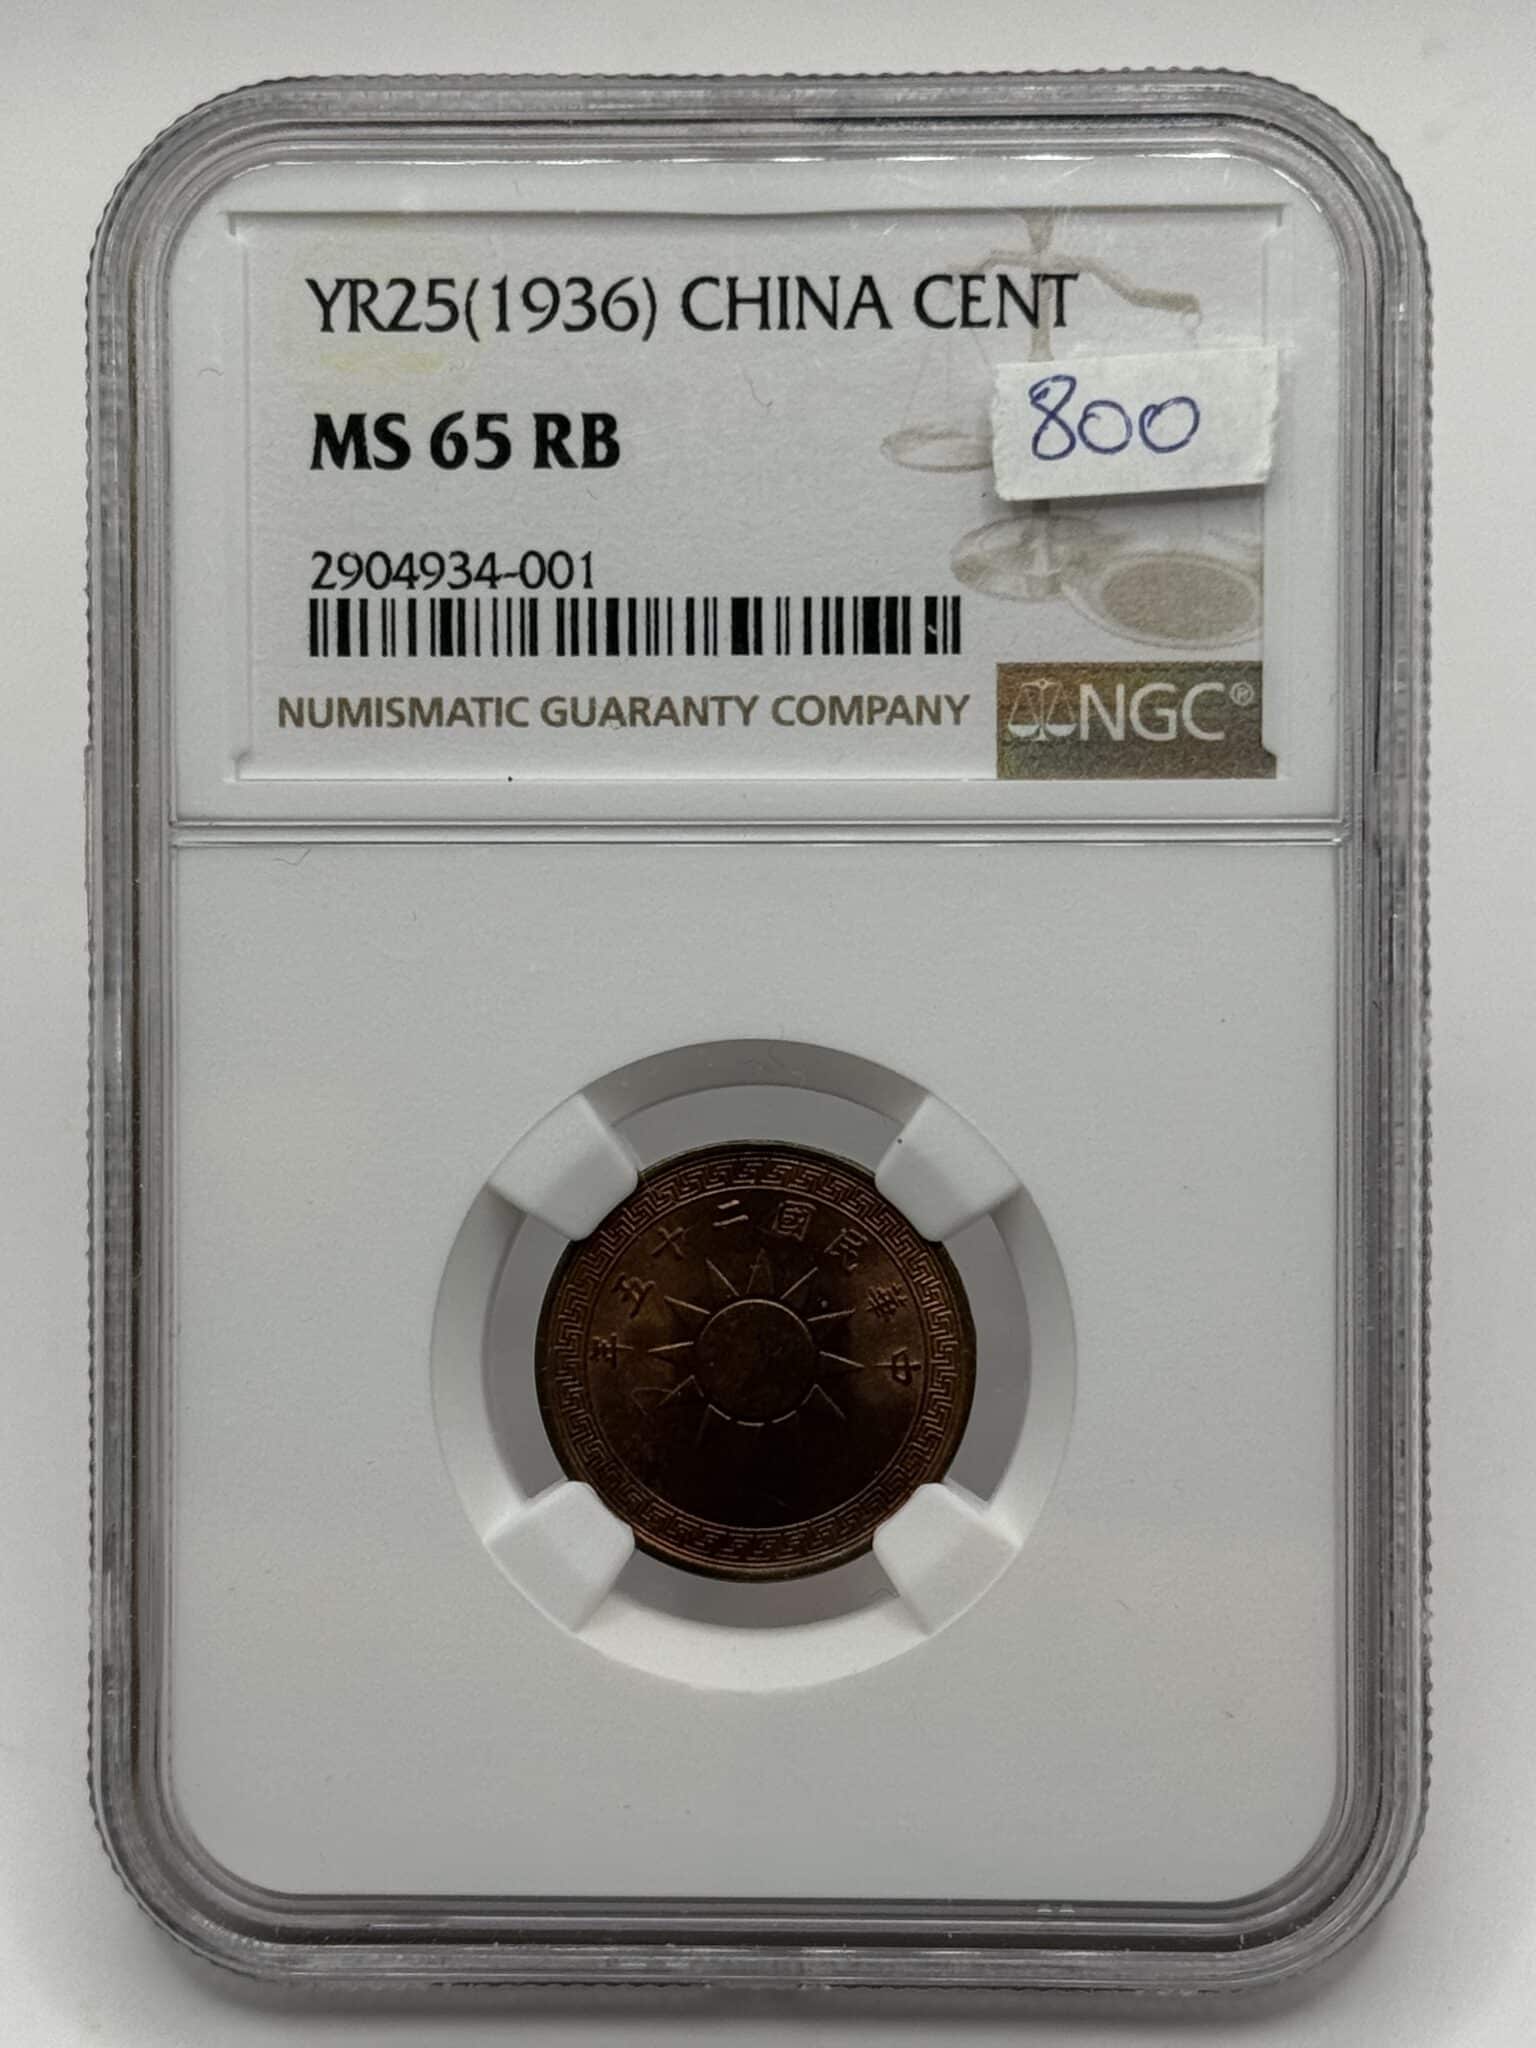 YR25(1936) CHINA CENT
MS 65 RB
800
2904934-001
NUMISMATIC GUARANTY COMPANY
NGC®
中華民國二十五年